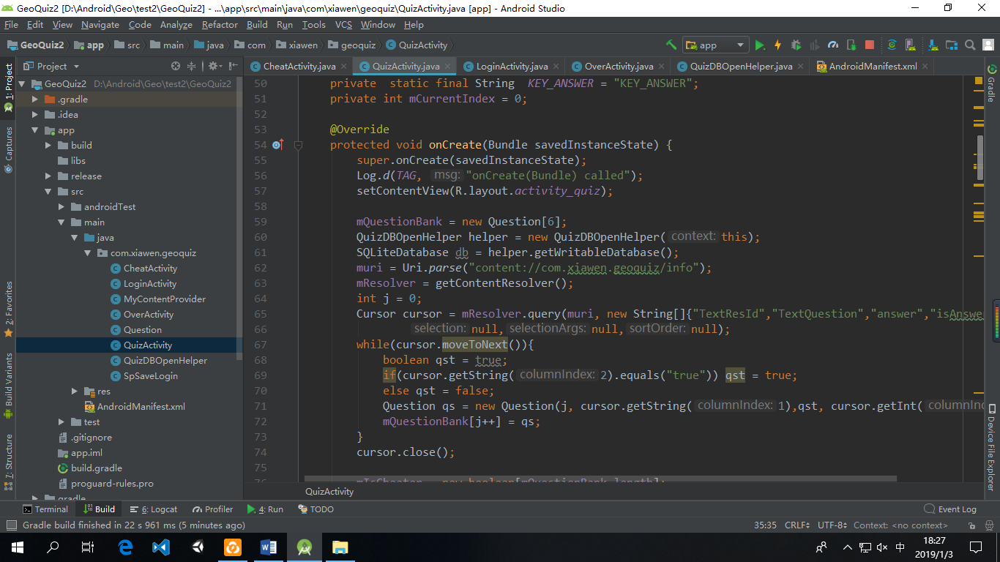 GeoQuiz2 [D:\Android\Geo\test2\GeoQuiz2] - ...\app\src\main\java\com\xiawen\geoquiz\QuizActivity.java [app] - Android Studio
File Edit View Navigate Code Analyze Refactor Build Run Tools VCS Window Help
GeoQuiz2 app src main java com xiawen geoquiz QuizActivity app
Project
CheatActivity.java QuizActivity.java LoginActivity.java OverActivity.java QuizDBOpenHelper.java AndroidManifest.xml
1: Project
Captures
2: Favorites
Build Variants
7: Structure
GeoQuiz2 D:\Android\Geo\test2\GeoQuiz2
.gradle
.idea
app
build
libs
release
src
androidTest
main
java
com.xiawen.geoquiz
CheatActivity
LoginActivity
MyContentProvider
OverActivity
Question
QuizActivity
QuizDBOpenHelper
SpSaveLogin
res
AndroidManifest.xml
test
.gitignore
app.iml
build.gradle
proguard-rules.pro
gradle
50 private static final String KEY_ANSWER = "KEY_ANSWER";
51 private int mCurrentIndex = 0;
52
53 @Override
54 protected void onCreate(Bundle savedInstanceState) {
55 super.onCreate(savedInstanceState);
56 Log.d(TAG, msg: "onCreate(Bundle) called");
57 setContentView(R.layout.activity_quiz);
58
59 mQuestionBank = new Question[6];
60 QuizDBOpenHelper helper = new QuizDBOpenHelper( context: this);
61 SQLiteDatabase db = helper.getWritableDatabase();
62 muri = Uri.parse("content://com.xiawen.geoquiz/info");
63 mResolver = getContentResolver();
64 int j = 0;
65 Cursor cursor = mResolver.query(muri, new String[]{"TextResId","TextQuestion","answer","isAnswe
66 selection: null, selectionArgs: null, sortOrder: null);
67 while(cursor.moveToNext()){
68 boolean qst = true;
69 if(cursor.getString( columnIndex: 2).equals("true")) qst = true;
70 else qst = false;
71 Question qs = new Question(j, cursor.getString( columnIndex: 1),qst, cursor.getInt( columnInd
72 mQuestionBank[j++] = qs;
73 }
74 cursor.close();
75
76 mIsCheater = new boolean[mQuestionBank.length];
QuizActivity
Gradle
Device File Explorer
Terminal Build 6: Logcat Profiler 4: Run TODO Event Log
Gradle build finished in 22 s 961 ms (5 minutes ago) 35:35 CRLF UTF-8 Context: <no context>
中 18:27
2019/1/3